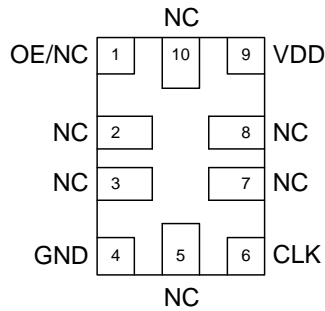 NC
OE/NC 1 10 9 VDD
NC 2 8 NC
NC 3 7 NC
GND 4 5 6 CLK
NC